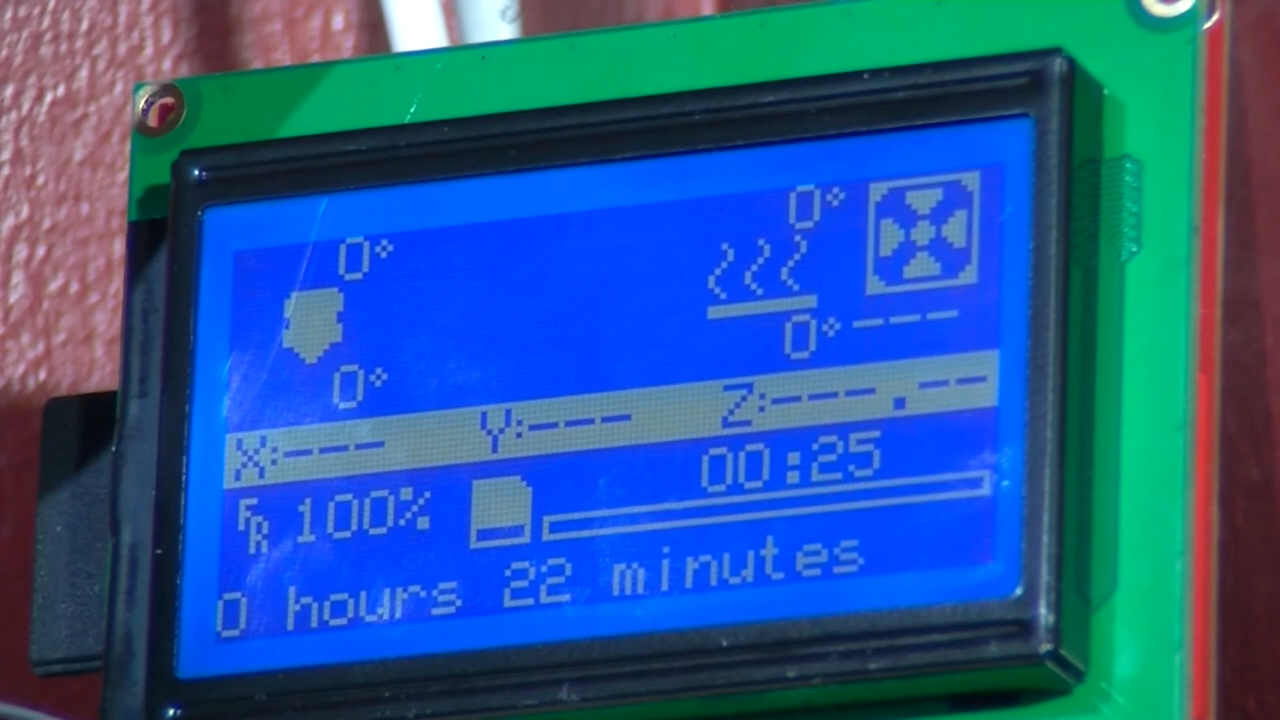 0° 0°
0° 0° ---
X:--- Y:--- Z:---.--
FR 100% 00:25
0 hours 22 minutes